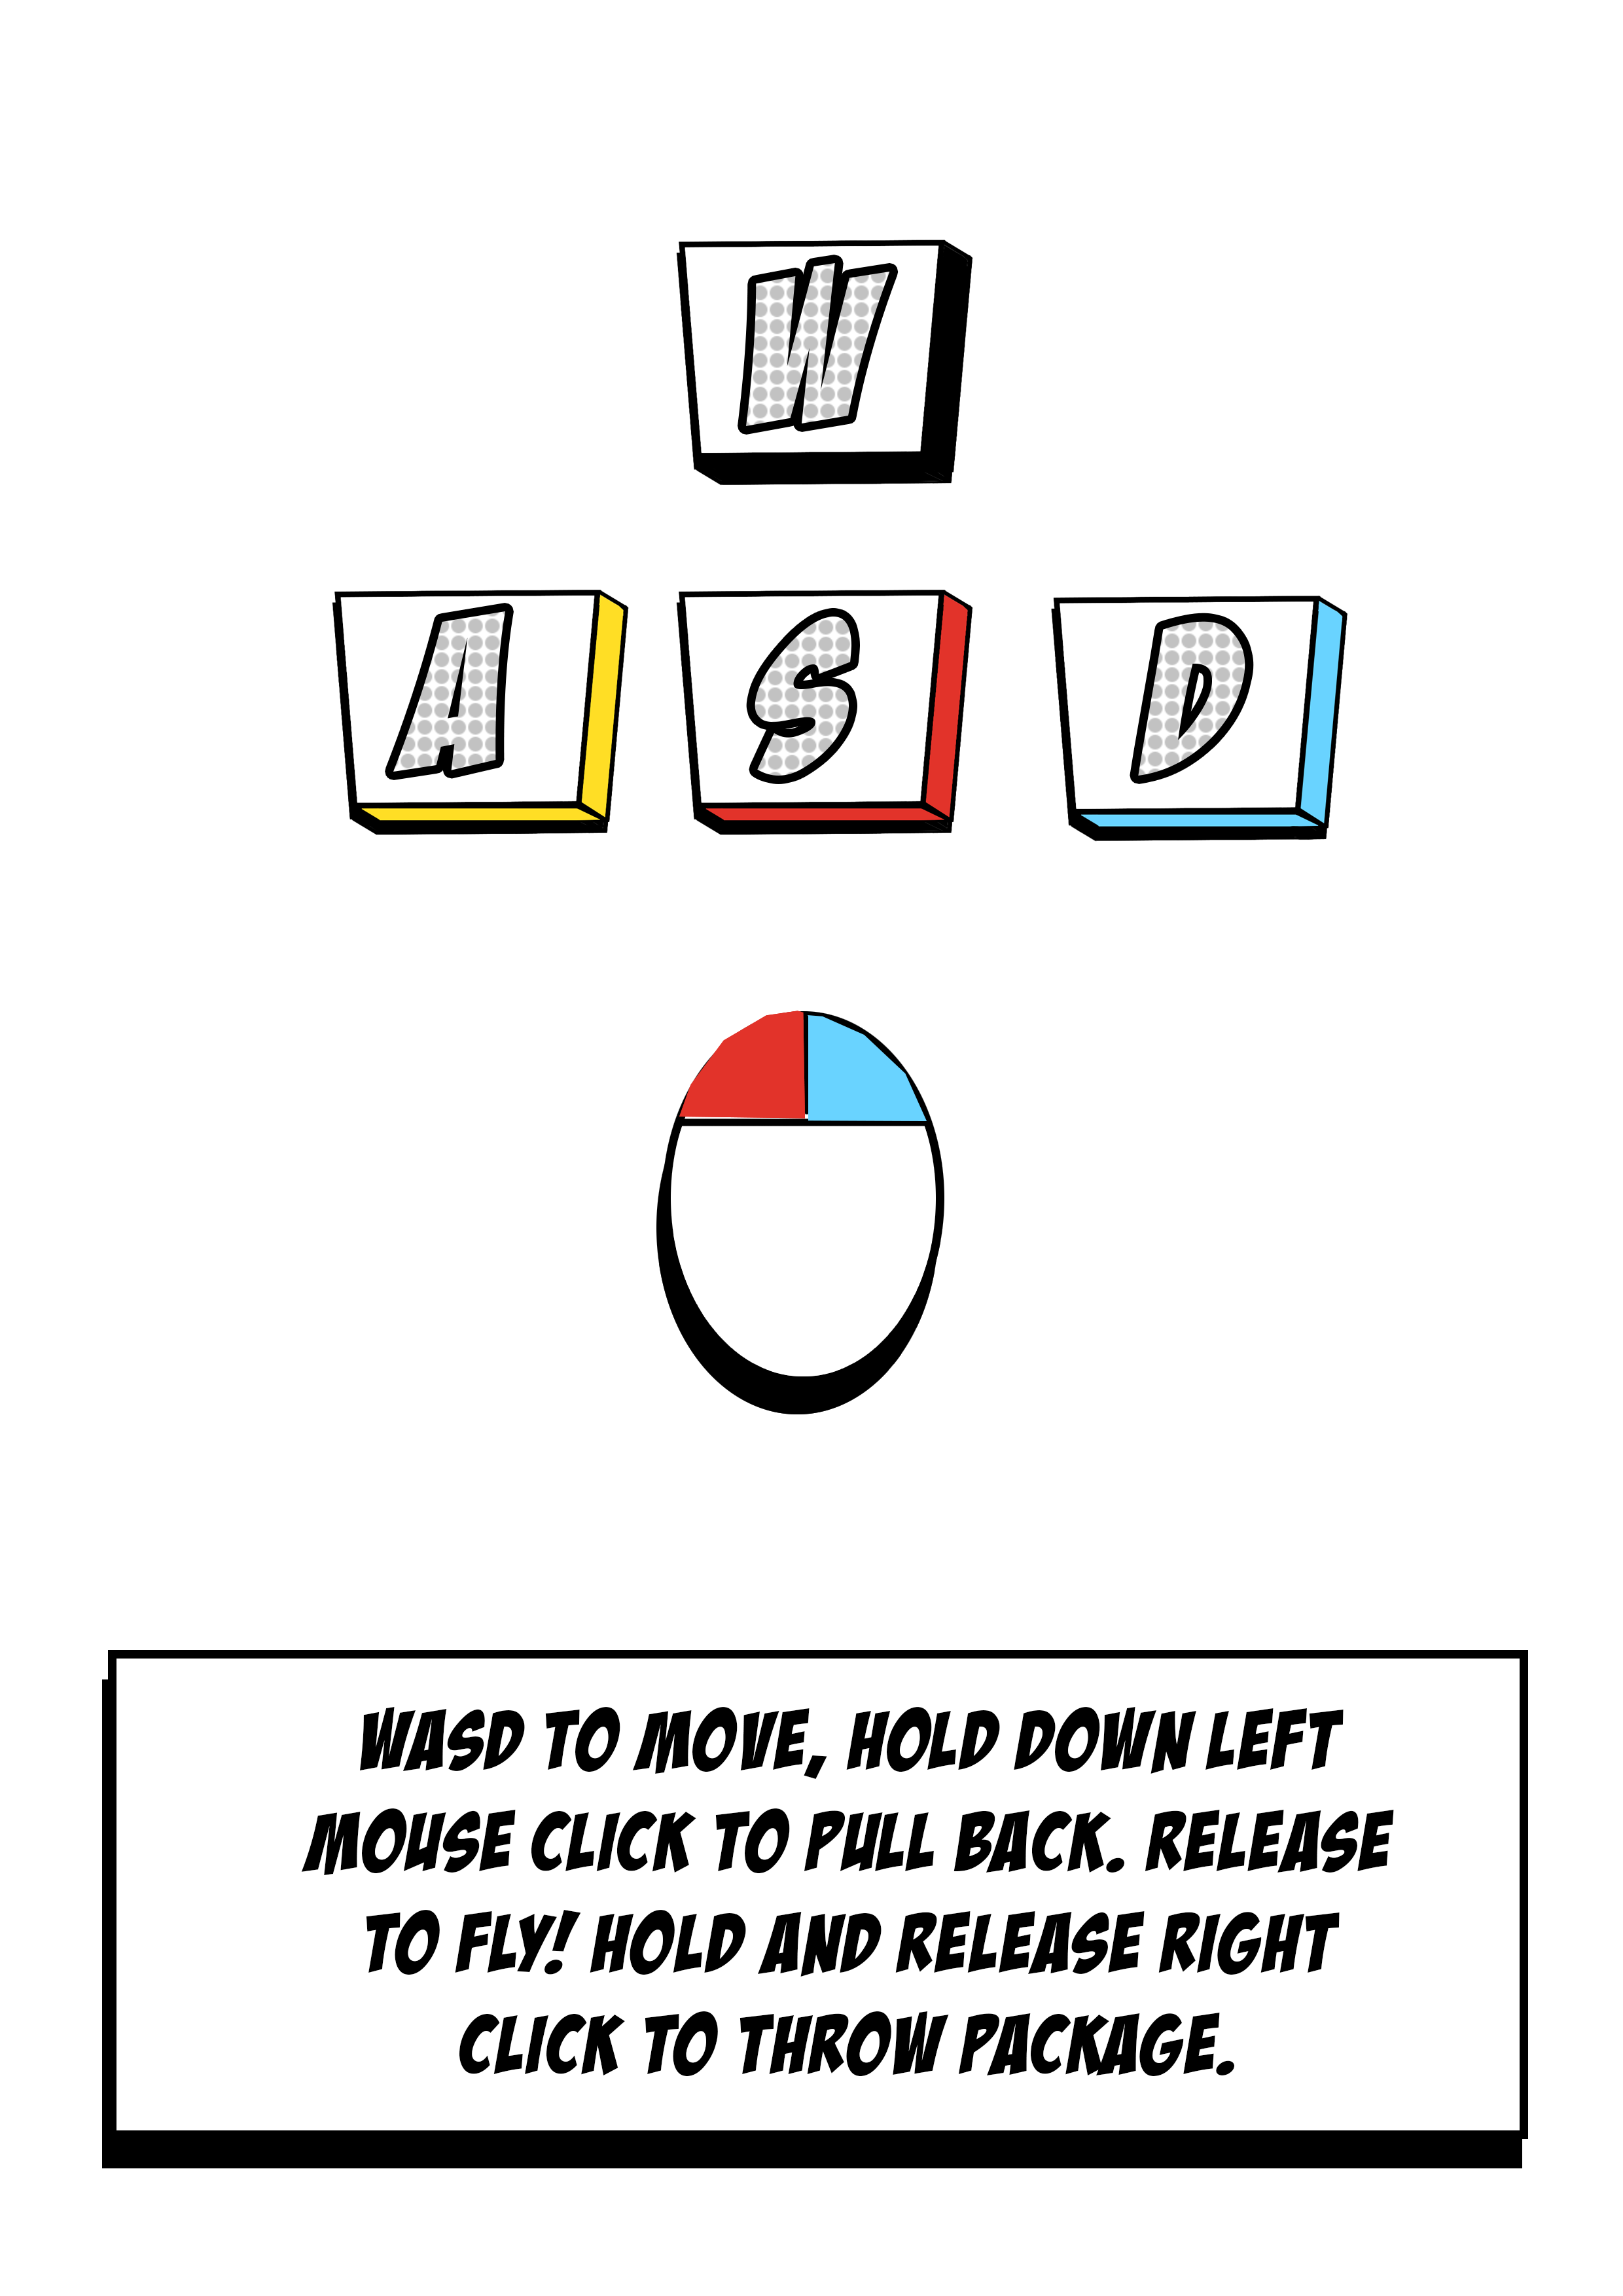 W
A S D
WASD TO MOVE, HOLD DOWN LEFT
MOUSE CLICK TO PULL BACK. RELEASE
TO FLY! HOLD AND RELEASE RIGHT
CLICK TO THROW PACKAGE.